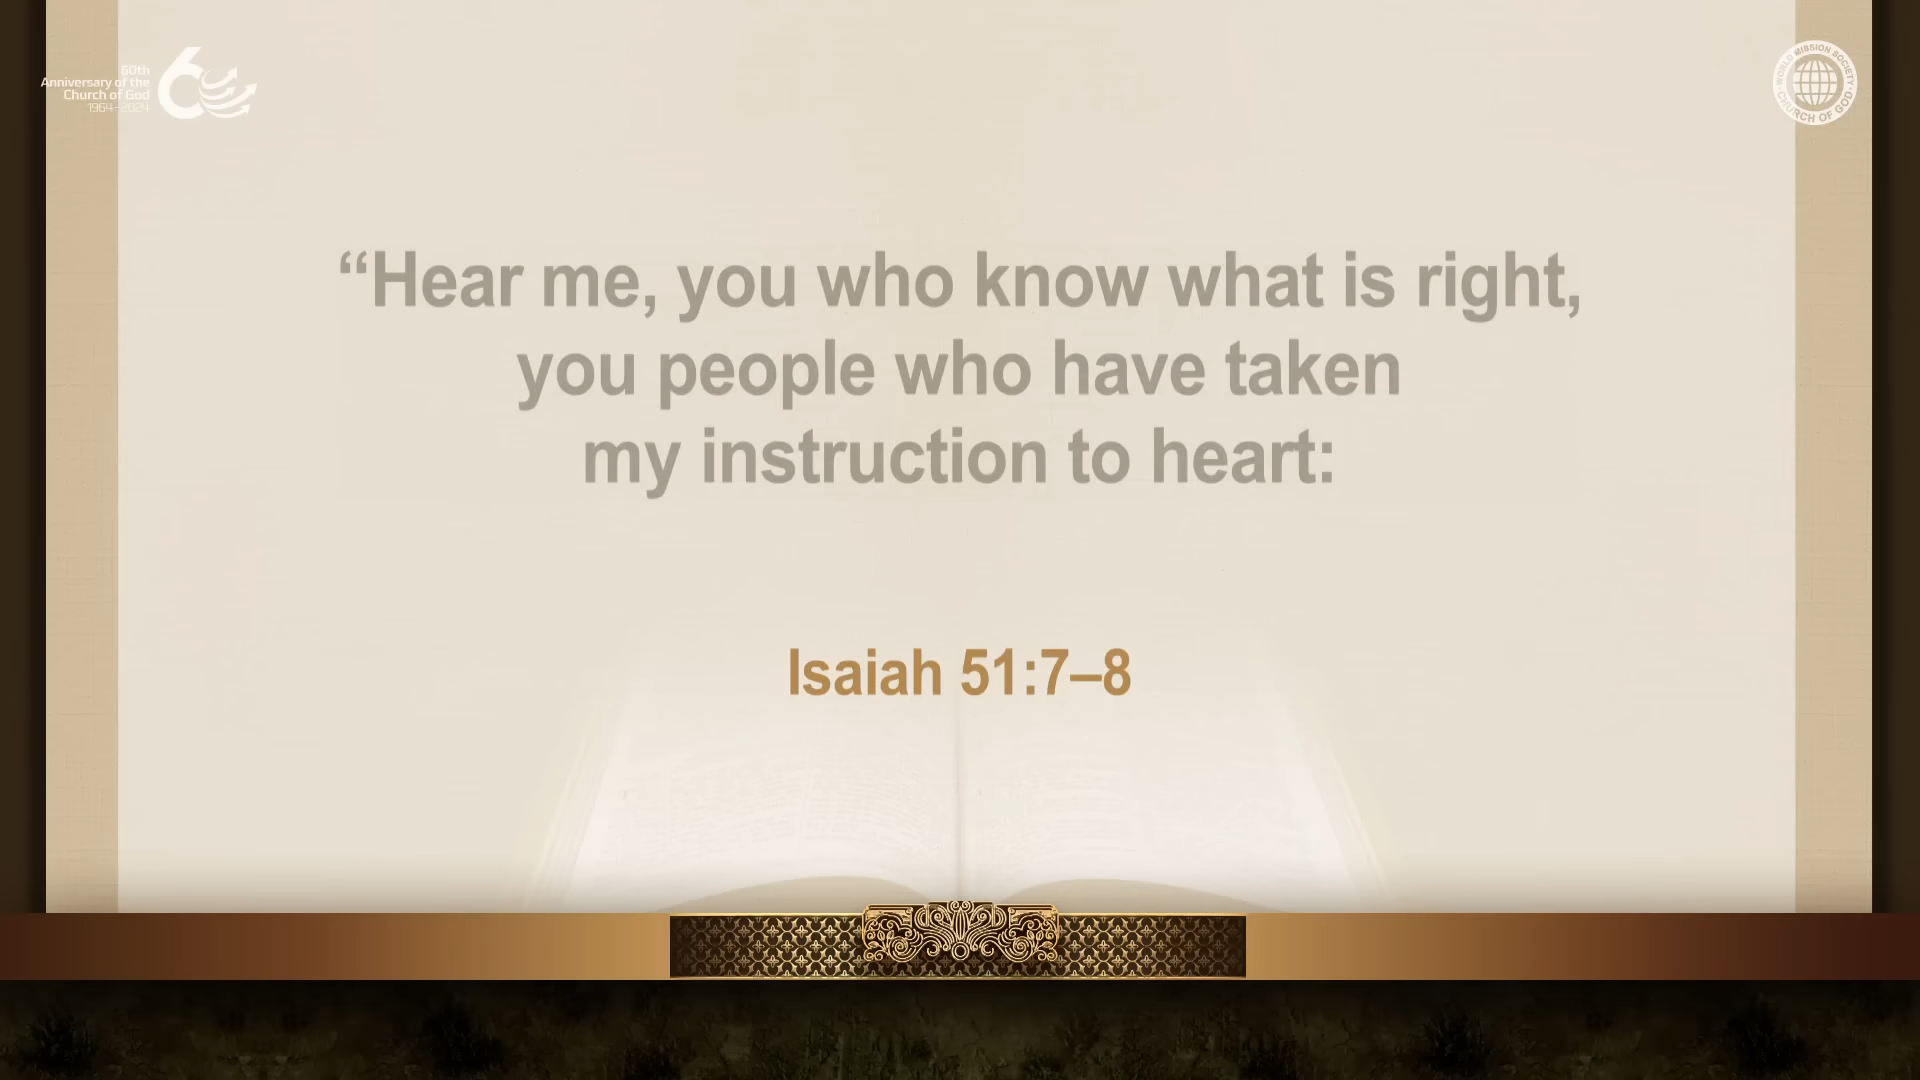 60th
Anniversary of the
Church of God
1964–2024
WORLD MISSION SOCIETY
CHURCH OF GOD
“Hear me, you who know what is right,
you people who have taken
my instruction to heart:
Isaiah 51:7–8